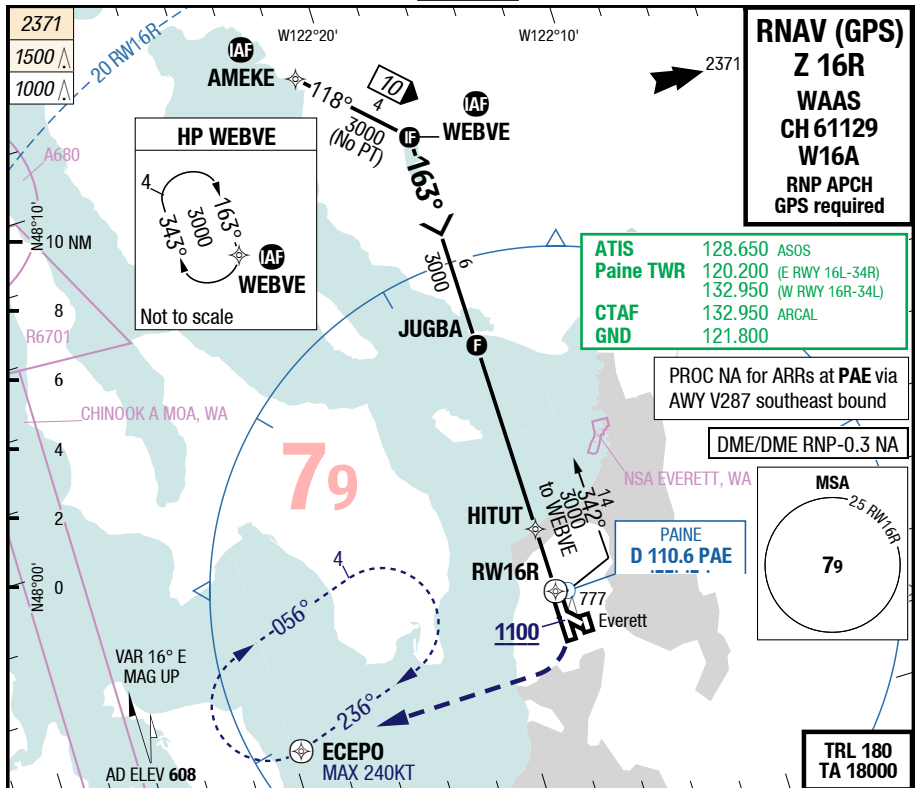 2371
1500
1000
20 RW16R
W122°20'
W122°10'
IAF
AMEKE
118°
4
3000
(No PT)
10
IAF
IF
WEBVE
2371
RNAV (GPS)
Z 16R
WAAS
CH 61129
W16A
RNP APCH
GPS required
HP WEBVE
4
163°
3000
343°
IAF
WEBVE
Not to scale
A680
N48°10'
10 NM
8
6
4
2
0
N48°00'
R6701
CHINOOK A MOA, WA
163°
6
3000
JUGBA
F
ATIS 128.650 ASOS
Paine TWR 120.200 (E RWY 16L-34R)
132.950 (W RWY 16R-34L)
CTAF 132.950 ARCAL
GND 121.800
PROC NA for ARRs at PAE via
AWY V287 southeast bound
DME/DME RNP-0.3 NA
79
NSA EVERETT, WA
MSA
25 RW16R
79
HITUT
14
342°
3000
to WEBVE
PAINE
D 110.6 PAE
RW16R
777
Everett
1100
4
056°
236°
VAR 16° E
MAG UP
AD ELEV 608
ECEPO
MAX 240KT
TRL 180
TA 18000